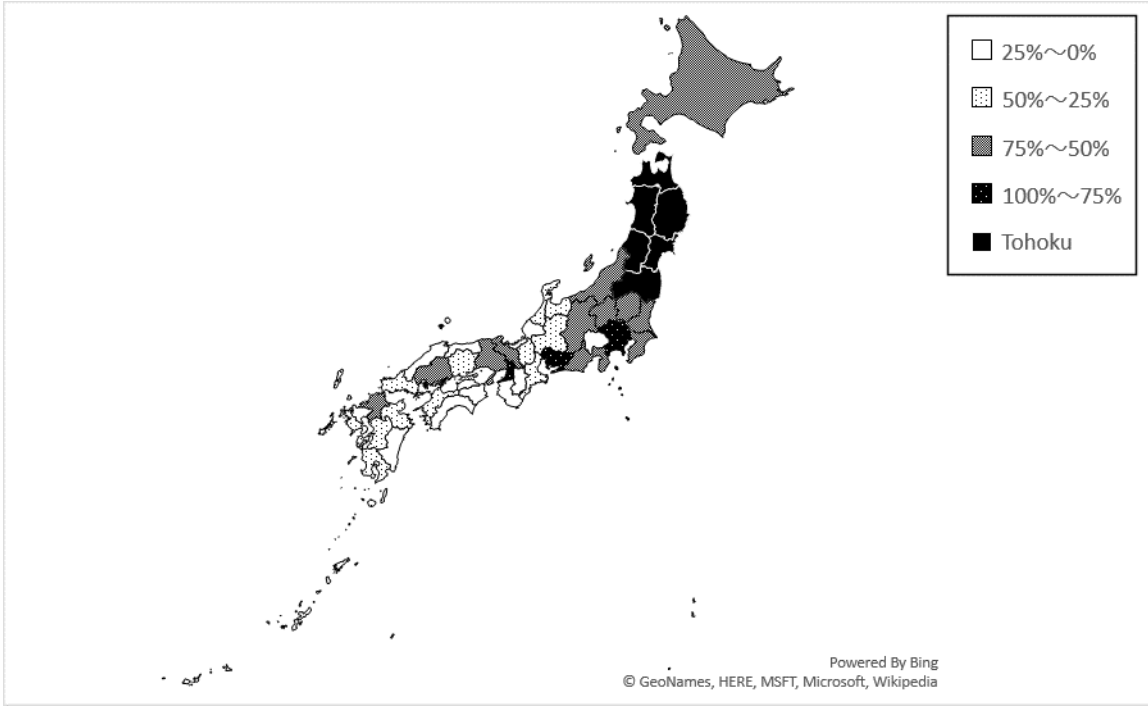 25%～0%
50%～25%
75%～50%
100%～75%
Tohoku
Powered By Bing
© GeoNames, HERE, MSFT, Microsoft, Wikipedia